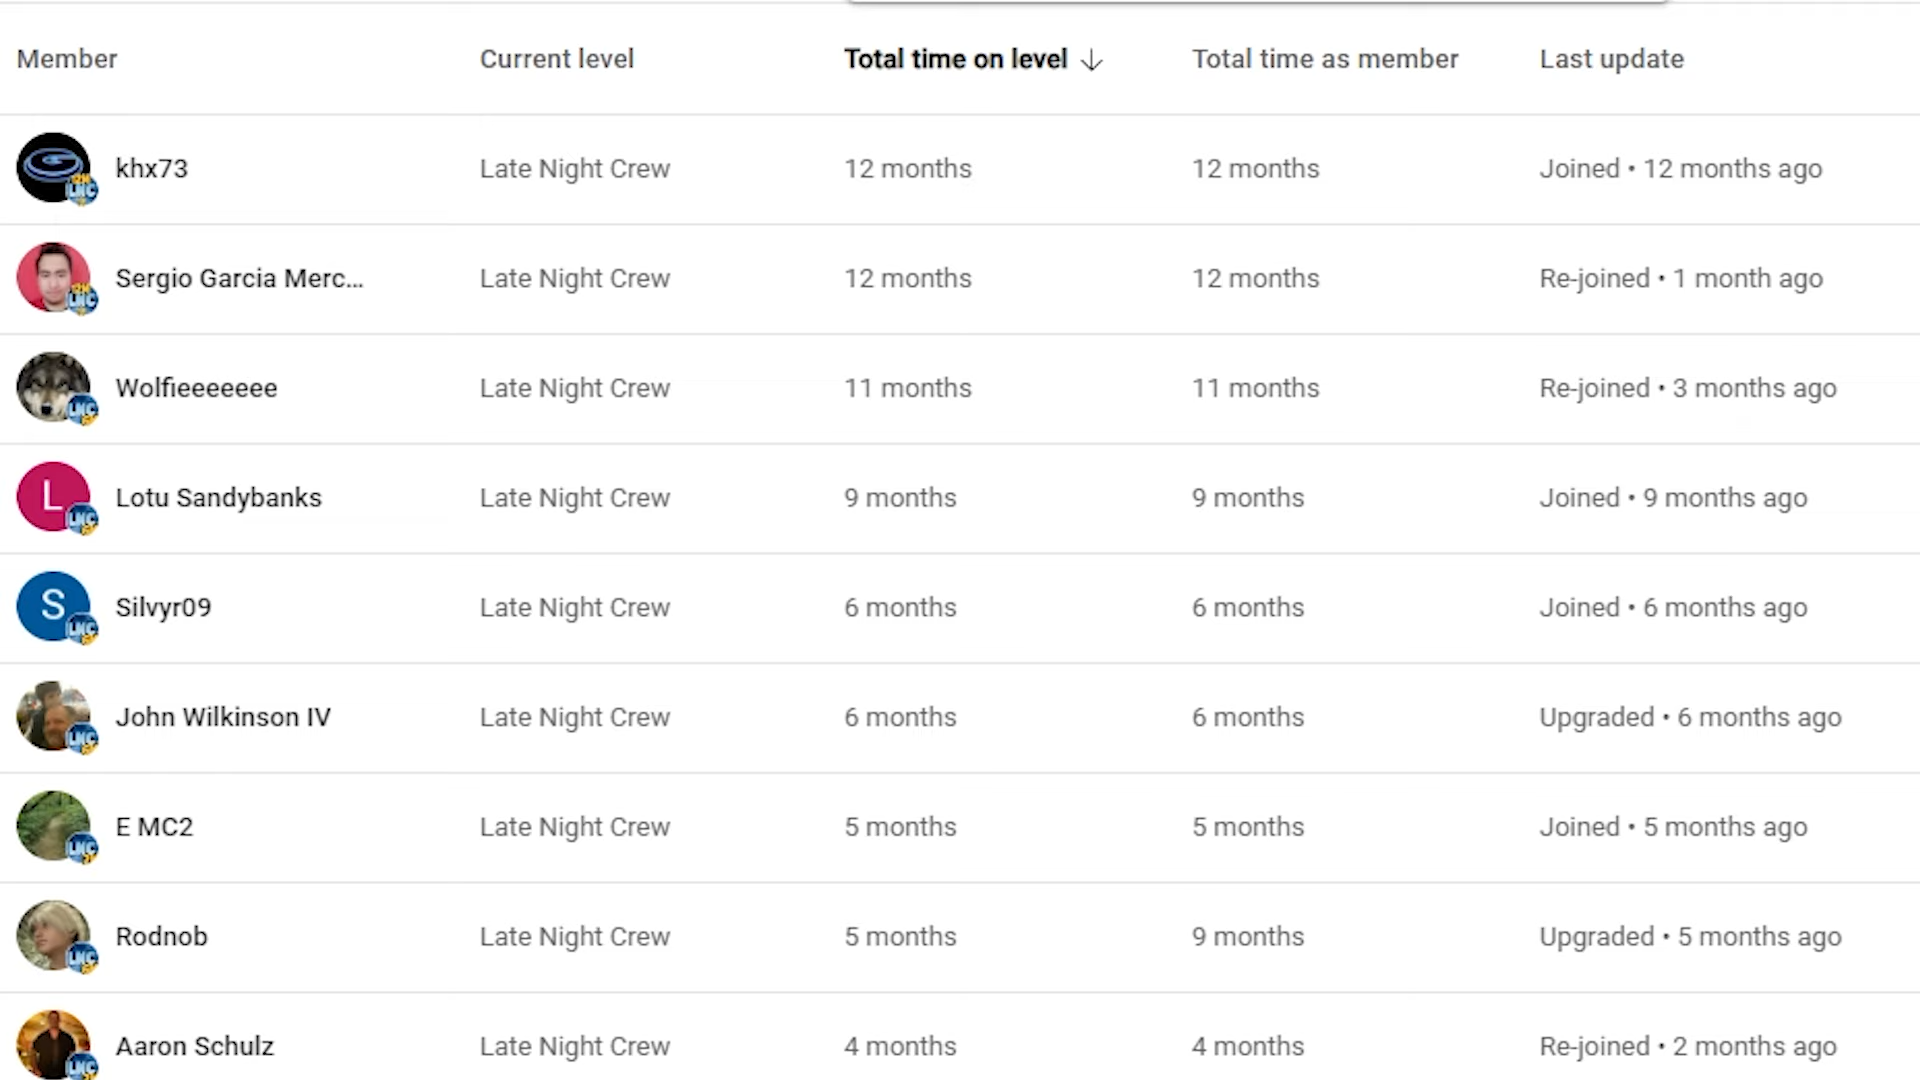 Member Current level Total time on level Total time as member Last update
khx73 Late Night Crew 12 months 12 months Joined • 12 months ago
Sergio Garcia Merc... Late Night Crew 12 months 12 months Re-joined • 1 month ago
Wolfieeeeeee Late Night Crew 11 months 11 months Re-joined • 3 months ago
L LNC Lotu Sandybanks Late Night Crew 9 months 9 months Joined • 9 months ago
S LNC Silvyr09 Late Night Crew 6 months 6 months Joined • 6 months ago
LNC John Wilkinson IV Late Night Crew 6 months 6 months Upgraded • 6 months ago
LNC E MC2 Late Night Crew 5 months 5 months Joined • 5 months ago
LNC Rodnob Late Night Crew 5 months 9 months Upgraded • 5 months ago
LNC Aaron Schulz Late Night Crew 4 months 4 months Re-joined • 2 months ago